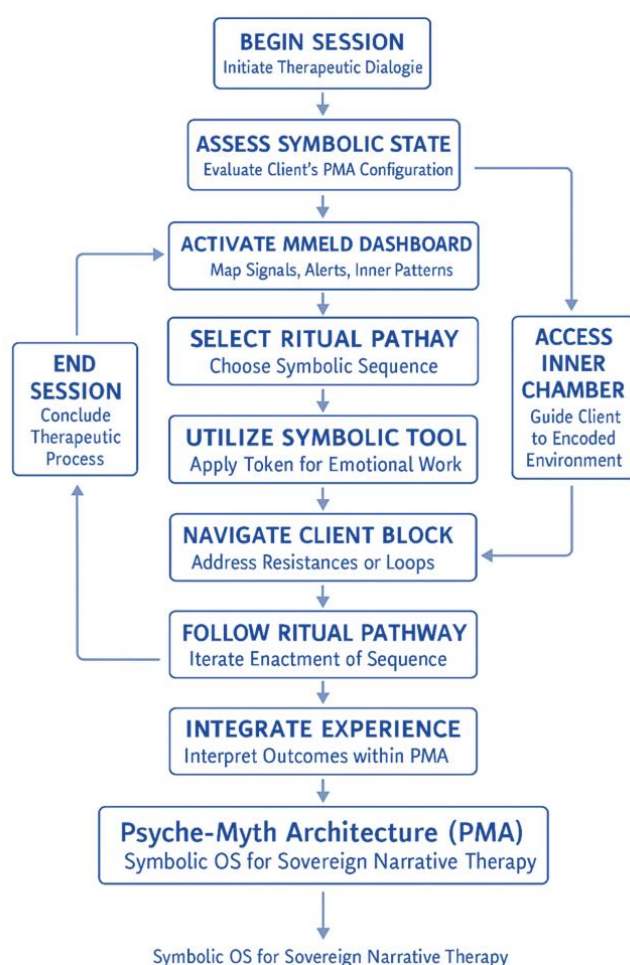 BEGIN SESSION
Initiate Therapeutic Dialogie
ASSESS SYMBOLIC STATE
Evaluate Client's PMA Configuration
ACTIVATE MMELD DASHBOARD
Map Signals, Alerts, Inner Patterns
SELECT RITUAL PATHAY
Choose Symbolic Sequence
END
SESSION
Conclude
Therapeutic
Process
ACCESS
INNER
CHAMBER
Guide Client
to Encoded
Environment
UTILIZE SYMBOLIC TOOL
Apply Token for Emotional Work
NAVIGATE CLIENT BLOCK
Address Resistances or Loops
FOLLOW RITUAL PATHWAY
Iterate Enactment of Sequence
INTEGRATE EXPERIENCE
Interpret Outcomes within PMA
Psyche-Myth Architecture (PMA)
Symbolic OS for Sovereign Narrative Therapy
Symbolic OS for Sovereign Narrative Therapy